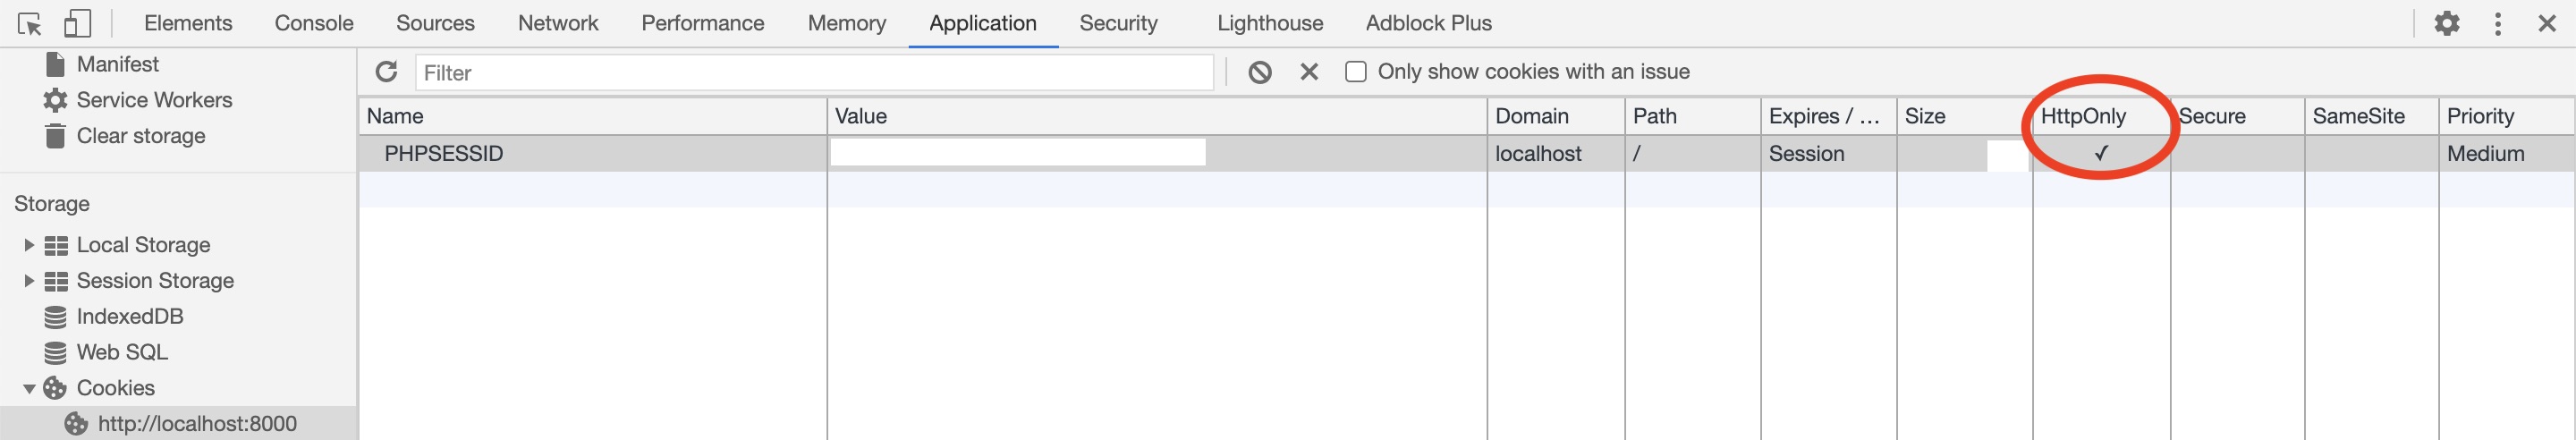 Elements Console Sources Network Performance Memory Application Security Lighthouse Adblock Plus
Manifest
Service Workers
Clear storage
Storage
Local Storage
Session Storage
IndexedDB
Web SQL
Cookies
http://localhost:8000
Filter Only show cookies with an issue
Name Value Domain Path Expires / ... Size HttpOnly Secure SameSite Priority
PHPSESSID localhost / Session ✓ Medium